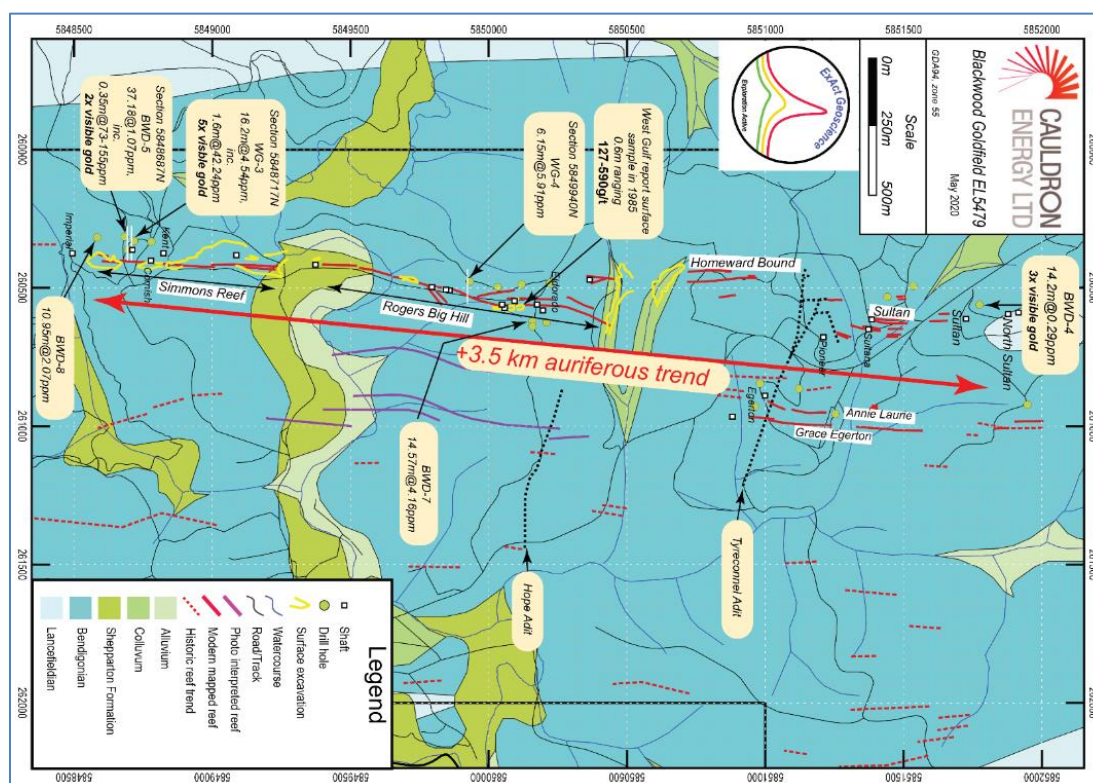 5848500 5849000 5849500 5850000 5850500 5851000 5851500 5852000
260000
260500
261000
261500
262000
CAULDRON
ENERGY LTD
Blackwood Goldfield EL5479
May 2020
GDA94, zone 55
Scale
0m 250m 500m
ExAct Geoscience
Exploration Active
West Gulf report surface
sample in 1985
0.6m ranging
127-590g/t
Section 5849940N
WG-4
6.15m@5.91ppm
Section 5848717N
WG-3
16.2m@4.54ppm,
inc.
1.6m@42.24ppm
5x visble gold
Section 5848687N
BWD-5
37.18@1.07ppm,
inc.
0.35m@73-155ppm
2x visible gold
BWD-4
14.2m@0.29ppm
3x visible gold
Imperial
Kent
Cornish
Simmons Reef
Rogers Big Hill
Eldorado
Homeward Bound
Sultan
Sultana
Sultan
North Sultan
Pioneer
+3.5 km auriferous trend
Egerton
Annie Laurie
Grace Egerton
BWD-8
10.95m@2.07ppm
BWD-7
14.57m@4.16ppm
Hope Adit
Tyreconnel Adit
Legend
Shaft
Drill hole
Surface excavation
Watercourse
Road/Track
Photo interpreted reef
Modern mapped reef
Historic reef trend
Alluvium
Colluvum
Shepparton Formation
Bendigonian
Lancefieldian